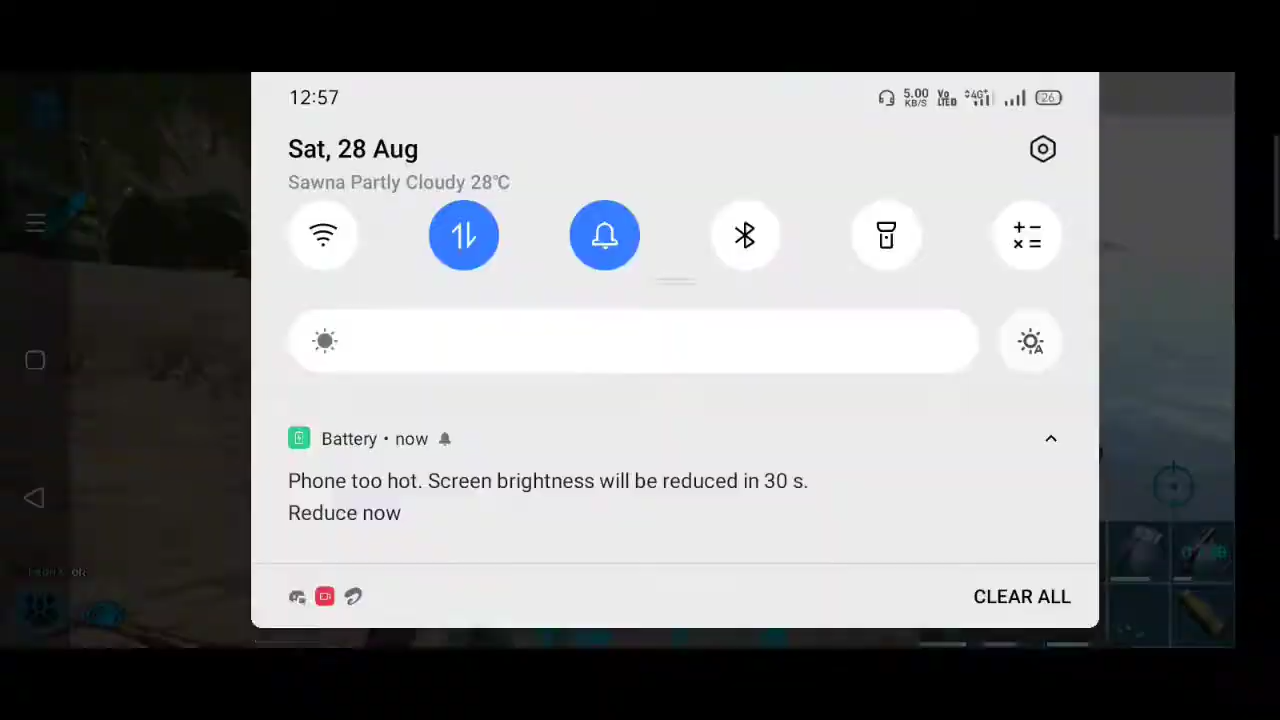 12:57
5.00 KB/S
Vo LTED
4G+
26
Sat, 28 Aug
Sawna Partly Cloudy 28°C
A
Battery • now
Phone too hot. Screen brightness will be reduced in 30 s.
Reduce now
CLEAR ALL